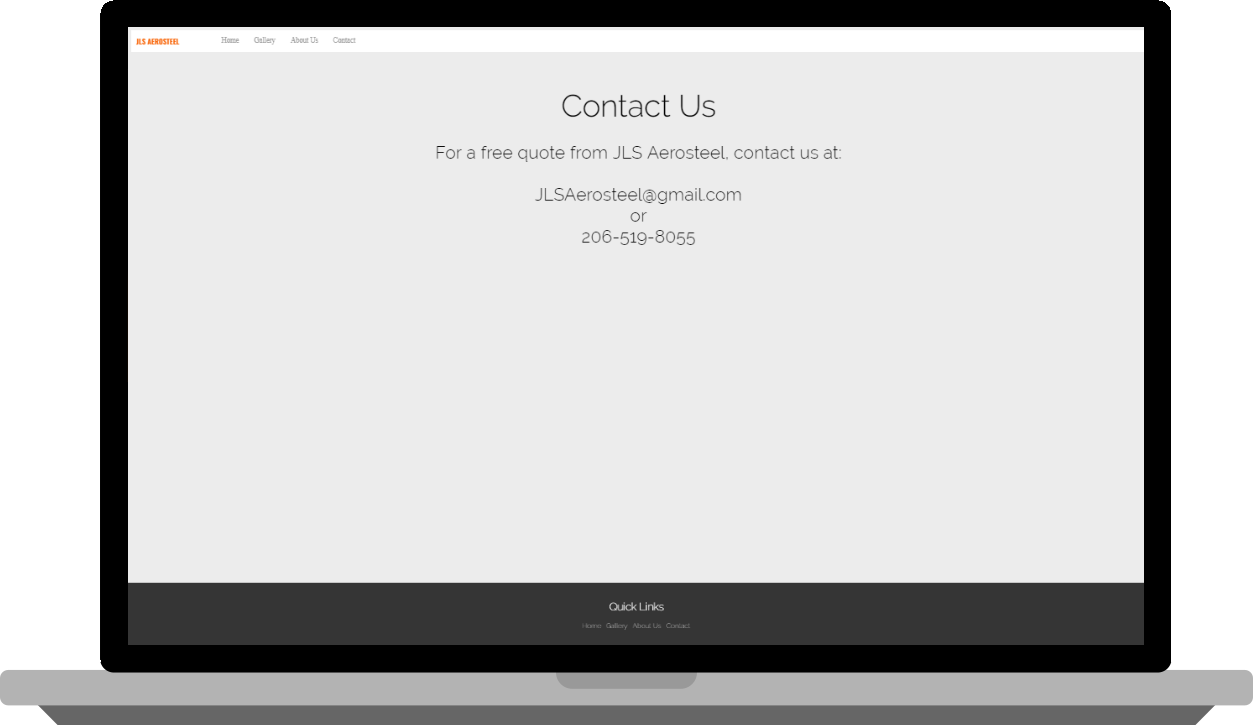 JLS AEROSTEEL Home Gallery About Us Contact
Contact Us
For a free quote from JLS Aerosteel, contact us at:
JLSAerosteel@gmail.com
or
206-519-8055
Quick Links
Home Gallery About Us Contact